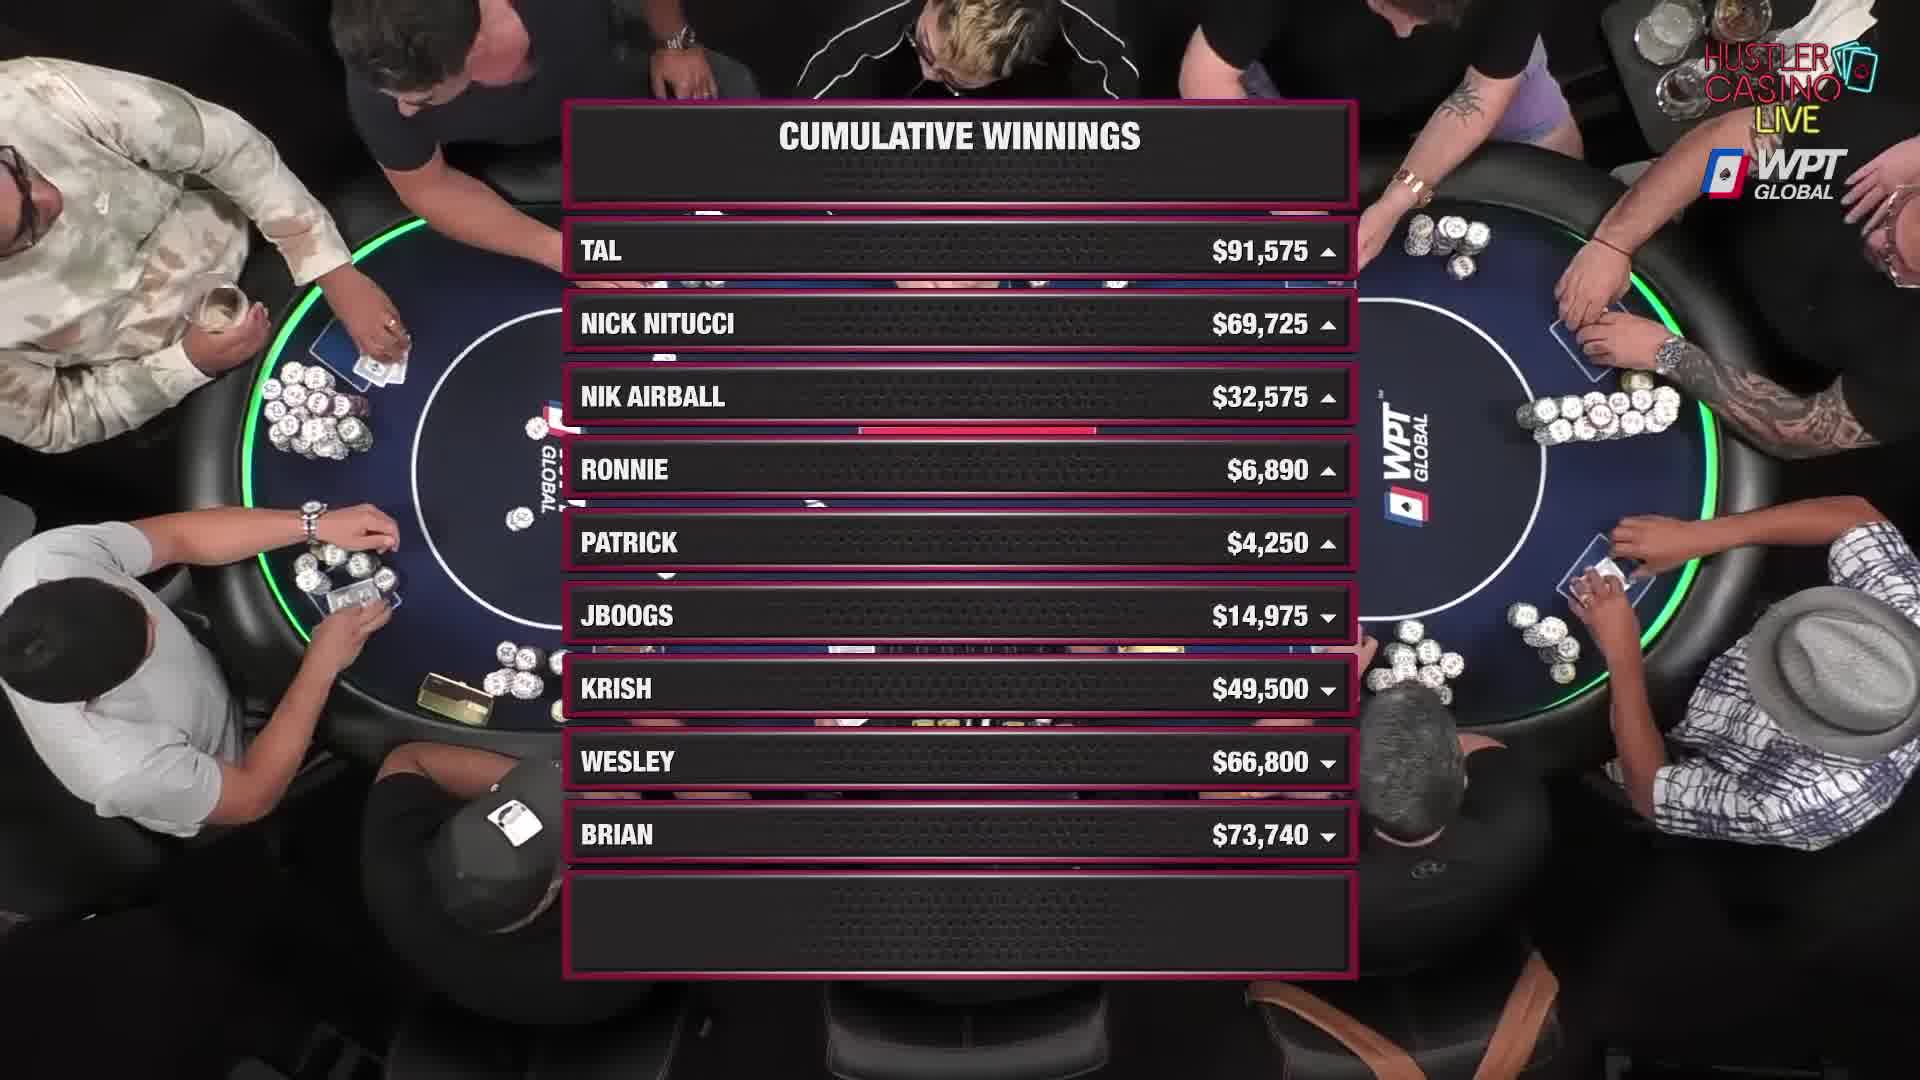 HUSTLER
CASINO
LIVE
WPT
GLOBAL
CUMULATIVE WINNINGS
TAL $91,575 ▲
NICK NITUCCI $69,725 ▲
NIK AIRBALL $32,575 ▲
RONNIE $6,890 ▲
PATRICK $4,250 ▲
JBOOGS $14,975 ▼
KRISH $49,500 ▼
WESLEY $66,800 ▼
BRIAN $73,740 ▼
WPT
GLOBAL
GLOBAL